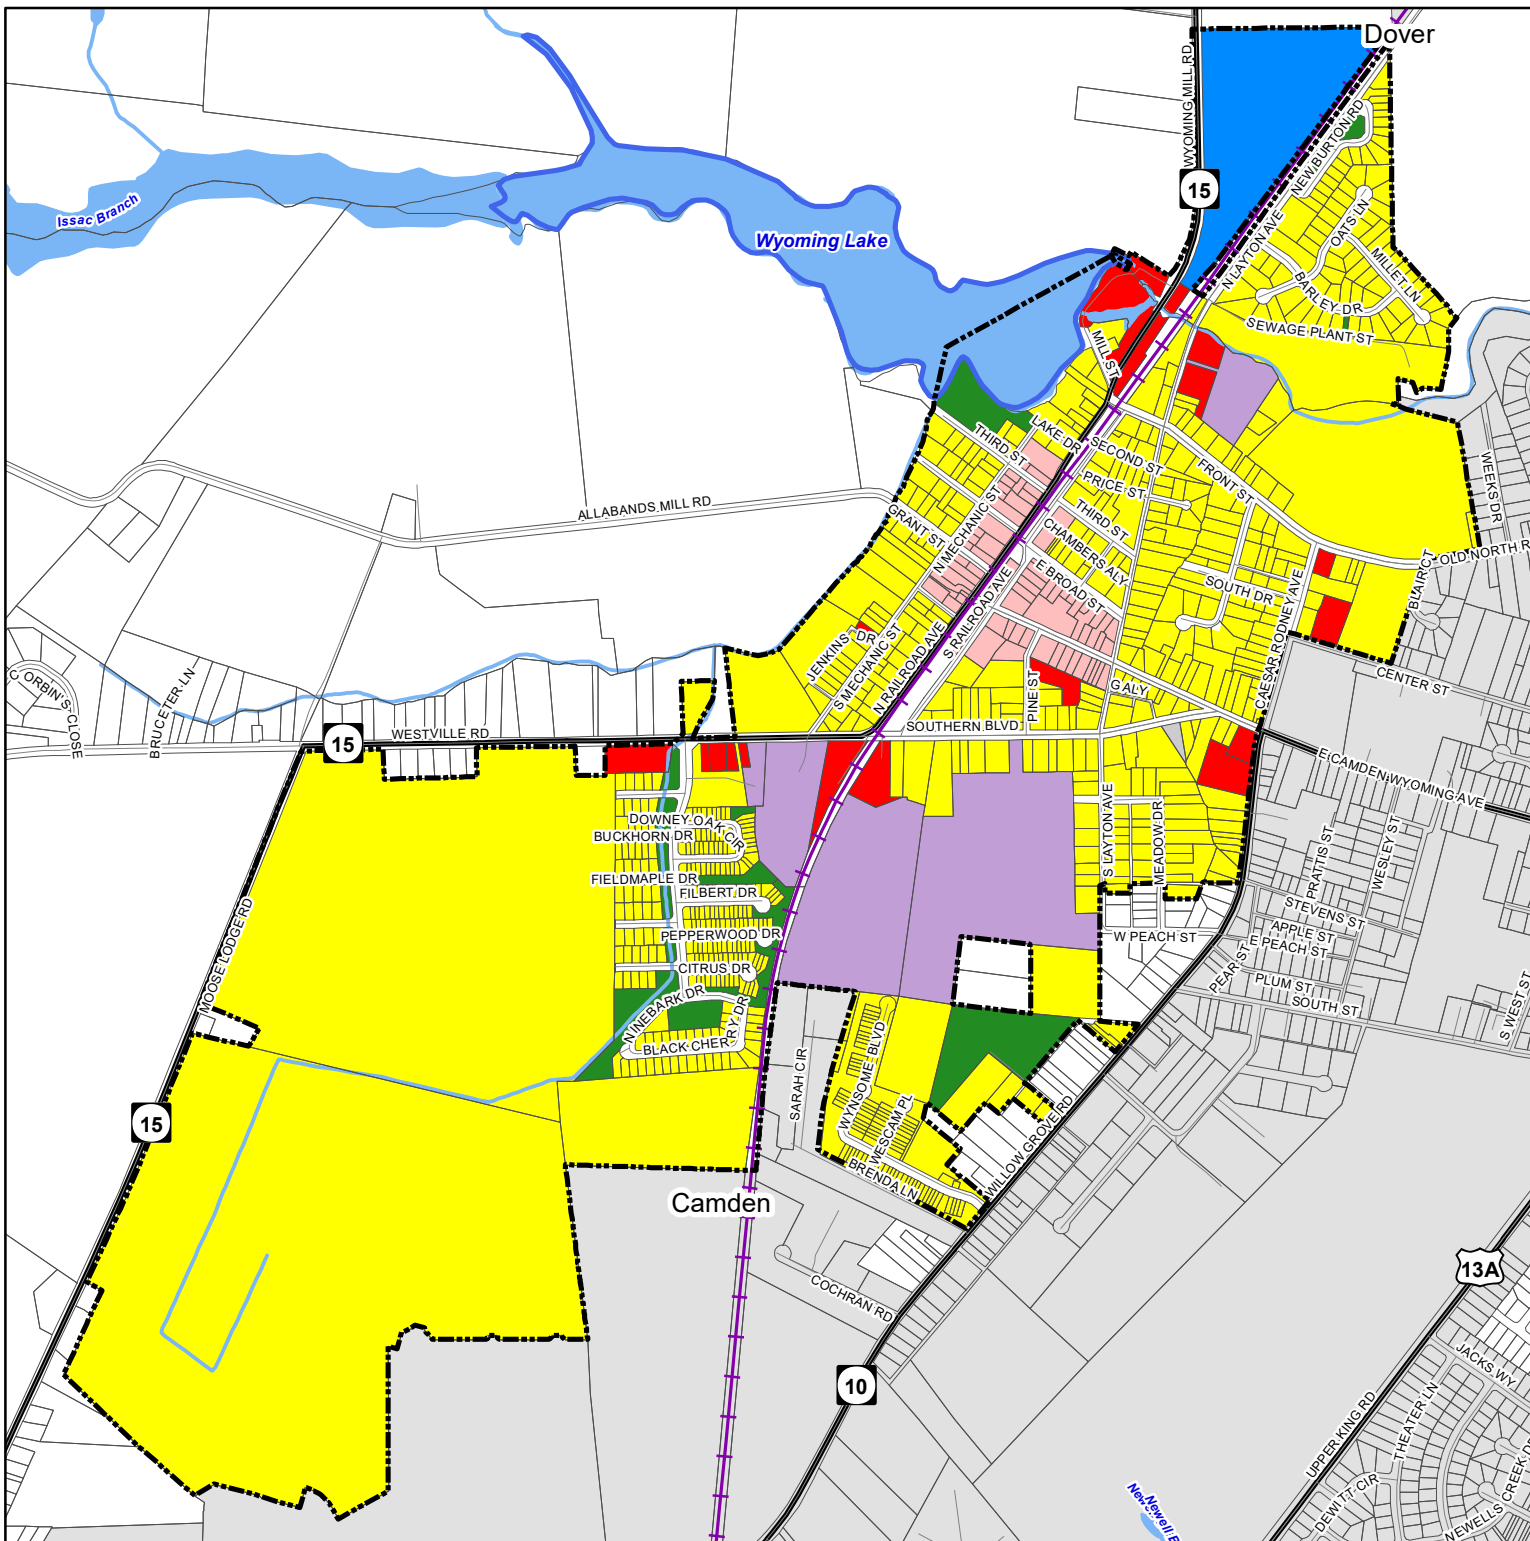 Dover
WYOMING MILL RD
15
NEW BURTON RD
Issac Branch
Wyoming Lake
N LAYTON AVE
OATS LN
MILLET LN
BARLEY DR
SEWAGE PLANT ST
MILL ST
LAKE DR
THIRD ST
SECOND ST
FRONT ST
WEEKS DR
PRICE ST
ALLABANDS MILL RD
GRANT ST
N MECHANIC ST
THIRD ST
CHAMBERS ALY
OLD NORTH R
E BROAD ST
SOUTH DR
BLAIR CT
S RAILROAD AVE
CAESAR RODNEY AVE
JENKINS DR
S MECHANIC ST
N RAILROAD AVE
CENTER ST
C ORBIN'S CLOSE
BRUCETER LN
PINE ST
G ALY
WESTVILLE RD
15
SOUTHERN BLVD
E CAMDEN WYOMING AVE
DOWNEY OAK CIR
BUCKHORN DR
S LAYTON AVE
MEADOW DR
PRATTIS ST
WESLEY ST
FIELDMAPLE DR
FILBERT DR
STEVENS ST
APPLE ST
E PEACH ST
PEPPERWOOD DR
W PEACH ST
CITRUS DR
PEAR ST
PLUM ST
SOUTH ST
S WEST ST
MOOSE LODGE RD
NINEBARK DR
BLACK CHERRY DR
SARAH CIR
WYNSOME BLVD
WESCAM PL
WILLOW GROVE RD
15
BRENDA LN
Camden
COCHRAN RD
13A
10
JACKS WY
THEATER LN
UPPER KING RD
DEWITT CIR
NEWELLS CREEK D
Newell B